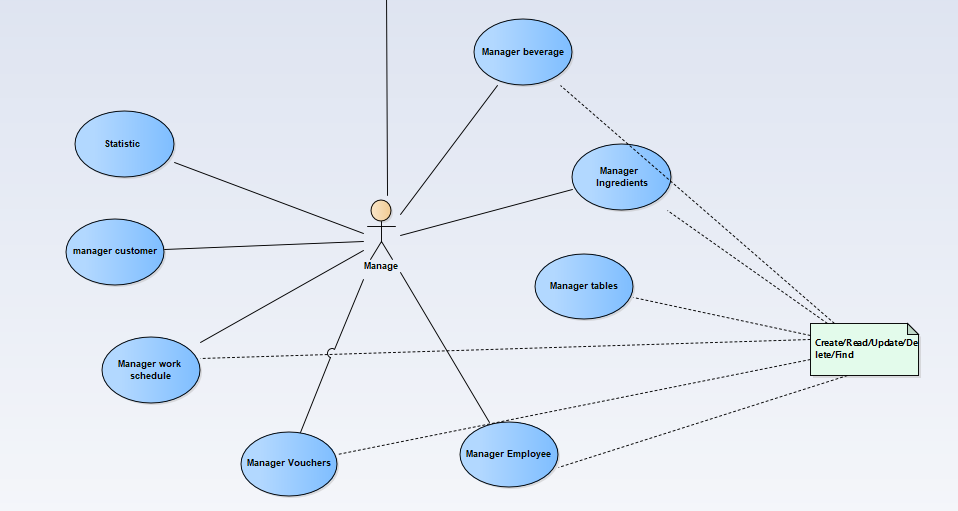 Manager beverage
Statistic
Manager
Ingredients
manager customer
Manage
Manager tables
Create/Read/Update/De
lete/Find
Manager work
schedule
Manager Vouchers
Manager Employee